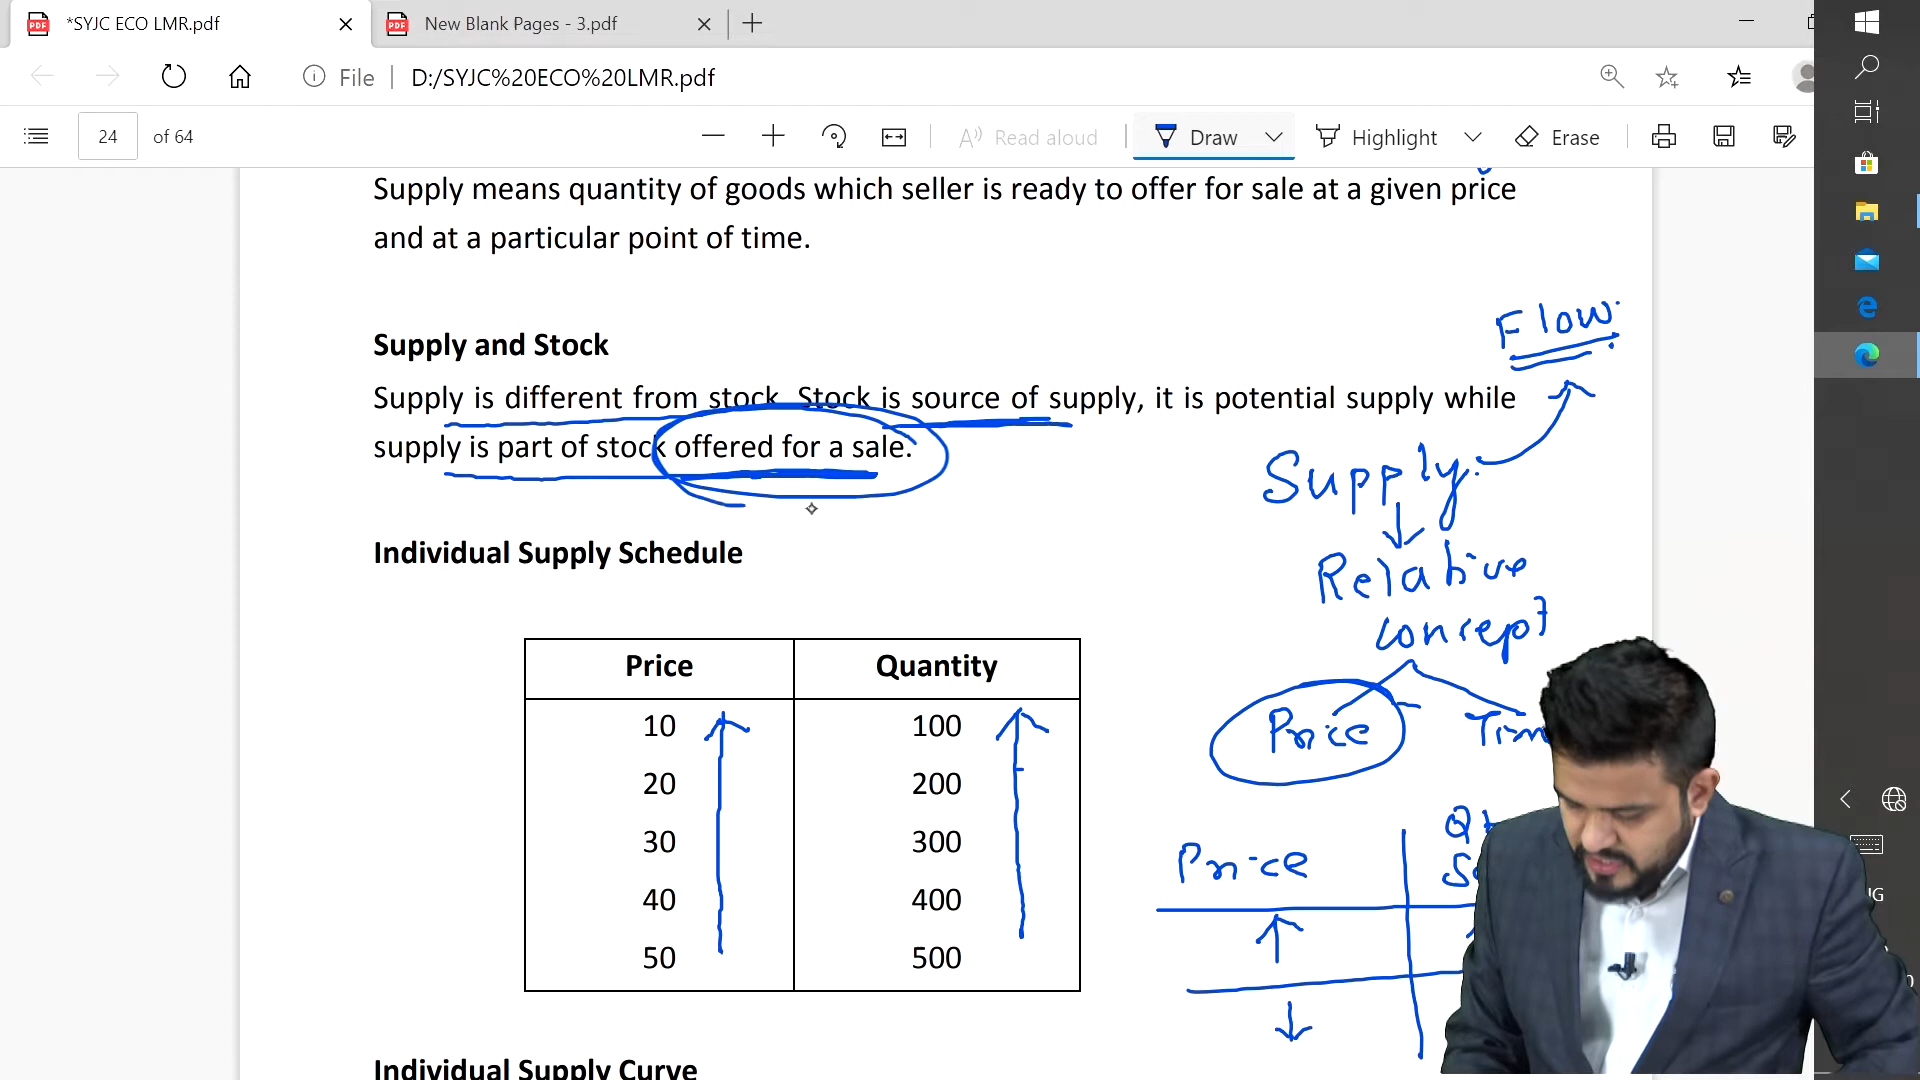 *SYJC ECO LMR.pdf
New Blank Pages - 3.pdf
File
D:/SYJC%20ECO%20LMR.pdf
24 of 64
Read aloud
Draw
Highlight
Erase
Supply means quantity of goods which seller is ready to offer for sale at a given price
and at a particular point of time.
Flow
Supply and Stock
Supply is different from stock. Stock is source of supply, it is potential supply while
supply is part of stock offered for a sale.
Supply
Individual Supply Schedule
Relative
concept
Price Quantity
10 100
20 200
30 300
40 400
50 500
Price
Price
Individual Supply Curve